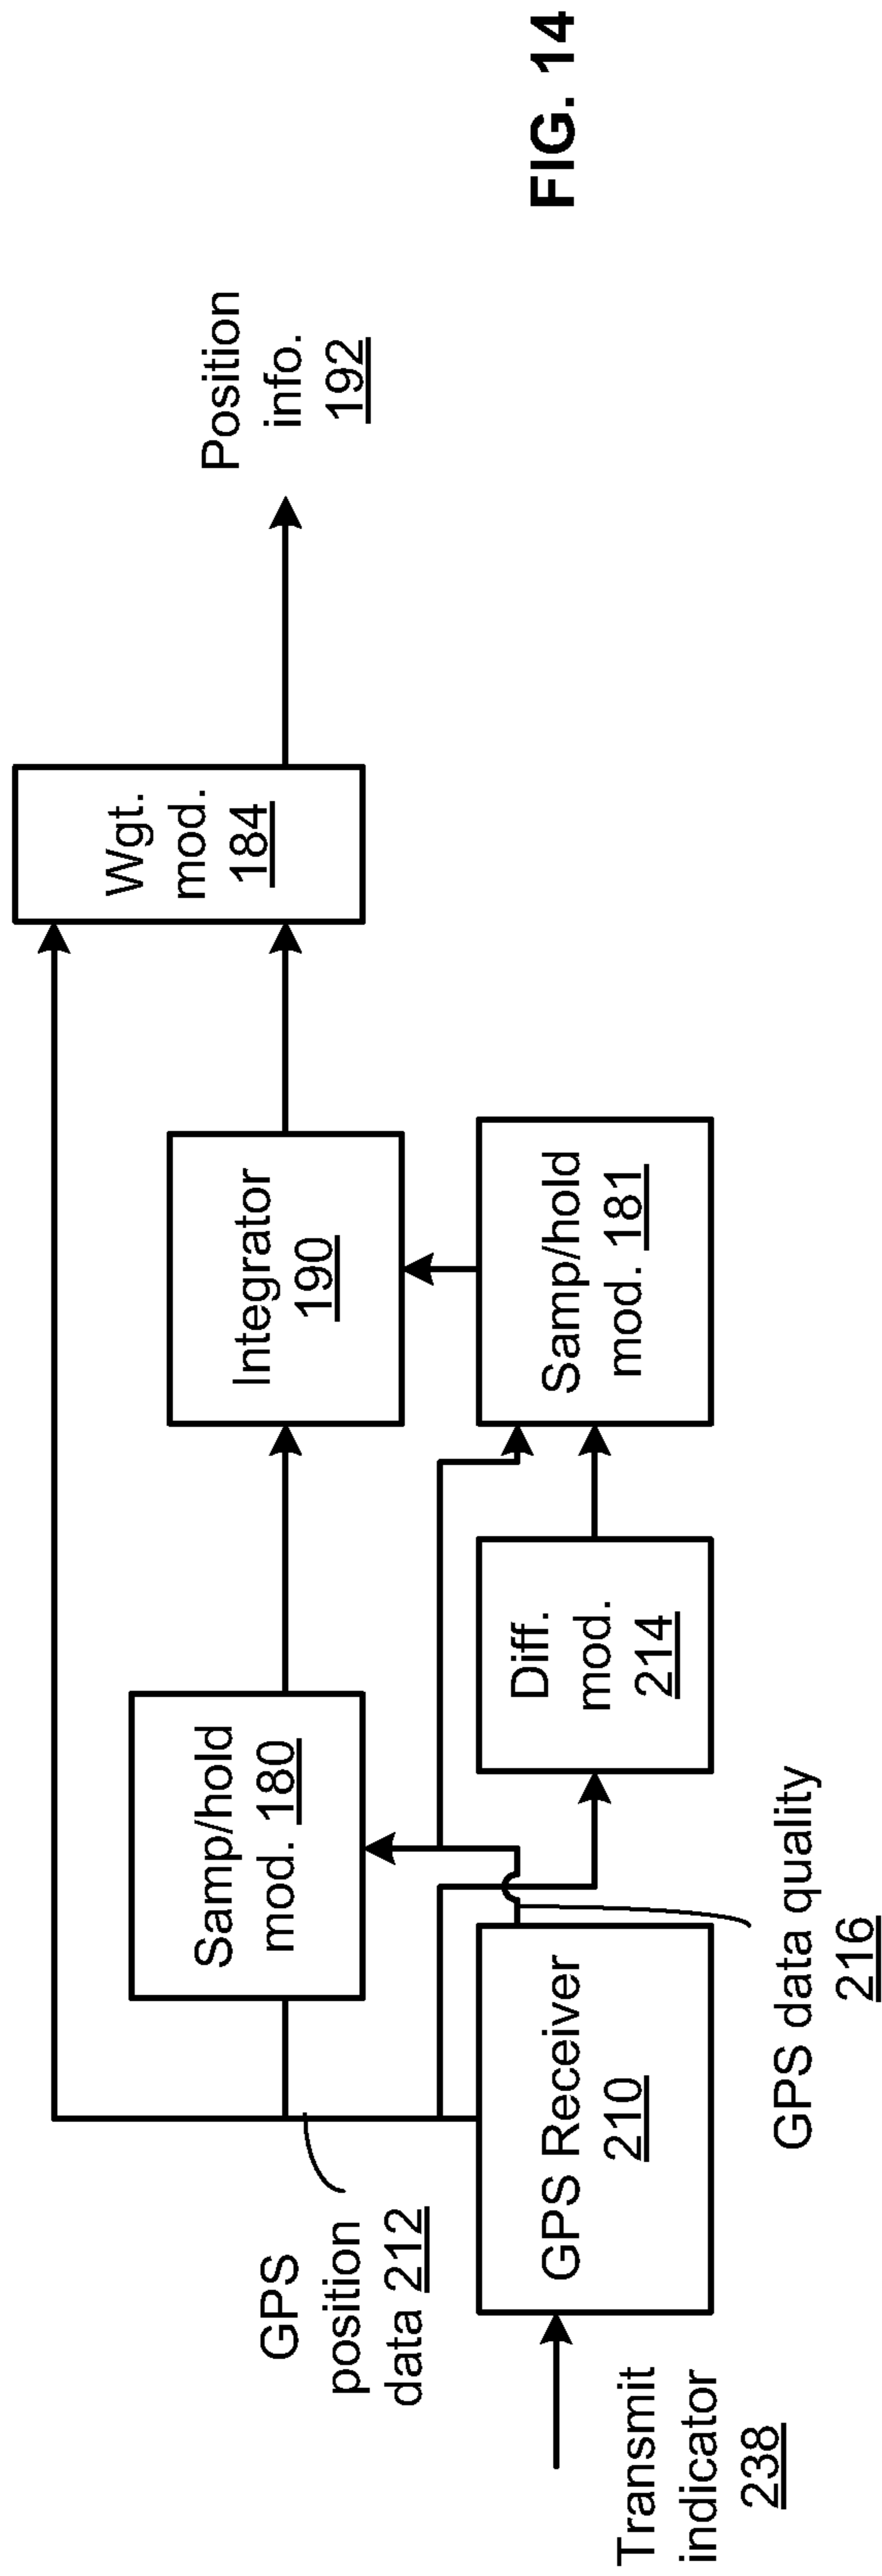 GPS
position
data 212
Samp/hold
mod. 180
Integrator
190
Wgt.
mod.
184
Position
info.
192
Transmit
indicator
238
GPS Receiver
210
Diff.
mod.
214
Samp/hold
mod. 181
GPS data quality
216
FIG. 14